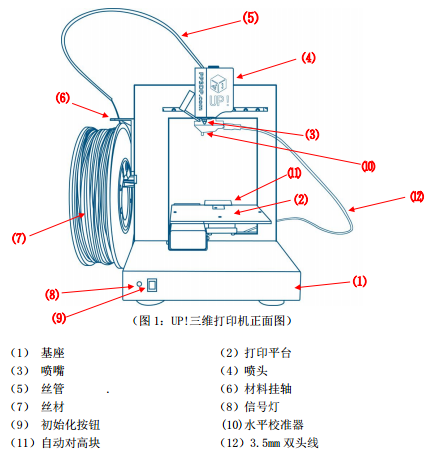 (5)
(4)
(6)
PP3DP.com
UP!
(3)
(10)
(11)
(2)
(12)
(7)
(8)
(9)
(1)
(图 1：UP!三维打印机正面图)
(1) 基座 (2) 打印平台
(3) 喷嘴 (4) 喷头
(5) 丝管 . (6) 材料挂轴
(7) 丝材 (8) 信号灯
(9) 初始化按钮 (10)水平校准器
(11)自动对高块 (12) 3.5mm 双头线